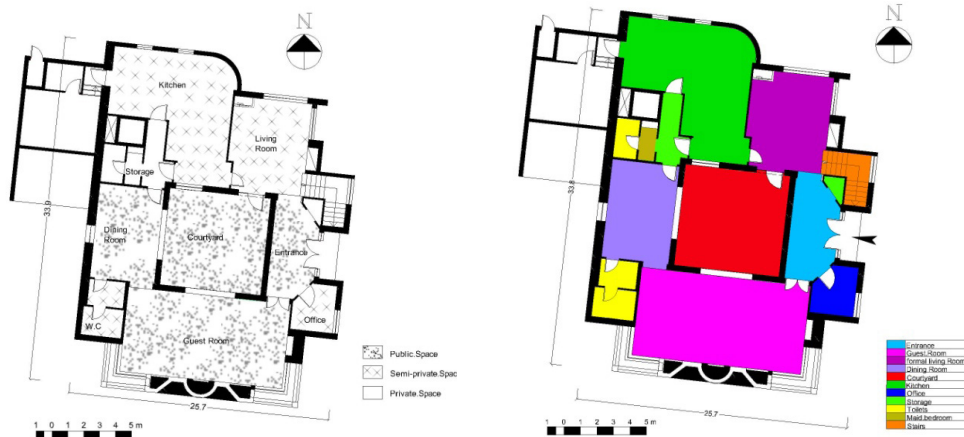 N
Kitchen
Living
Room
Storage
33.9
Dining
Room
Courtyard
Entrance
W.C
Guest Room
Office
Public.Space
Semi-private.Spac
Private.Space
25.7
1 0 1 2 3 4 5 m
N
33.8
25.7
1 0 1 2 3 4 5 m
Entrance
Guest.Room
formal living.Room
Dining.Room
Courtyard
Kitchen
Office
Storage
Toilets
Maid.bedroom
Stairs